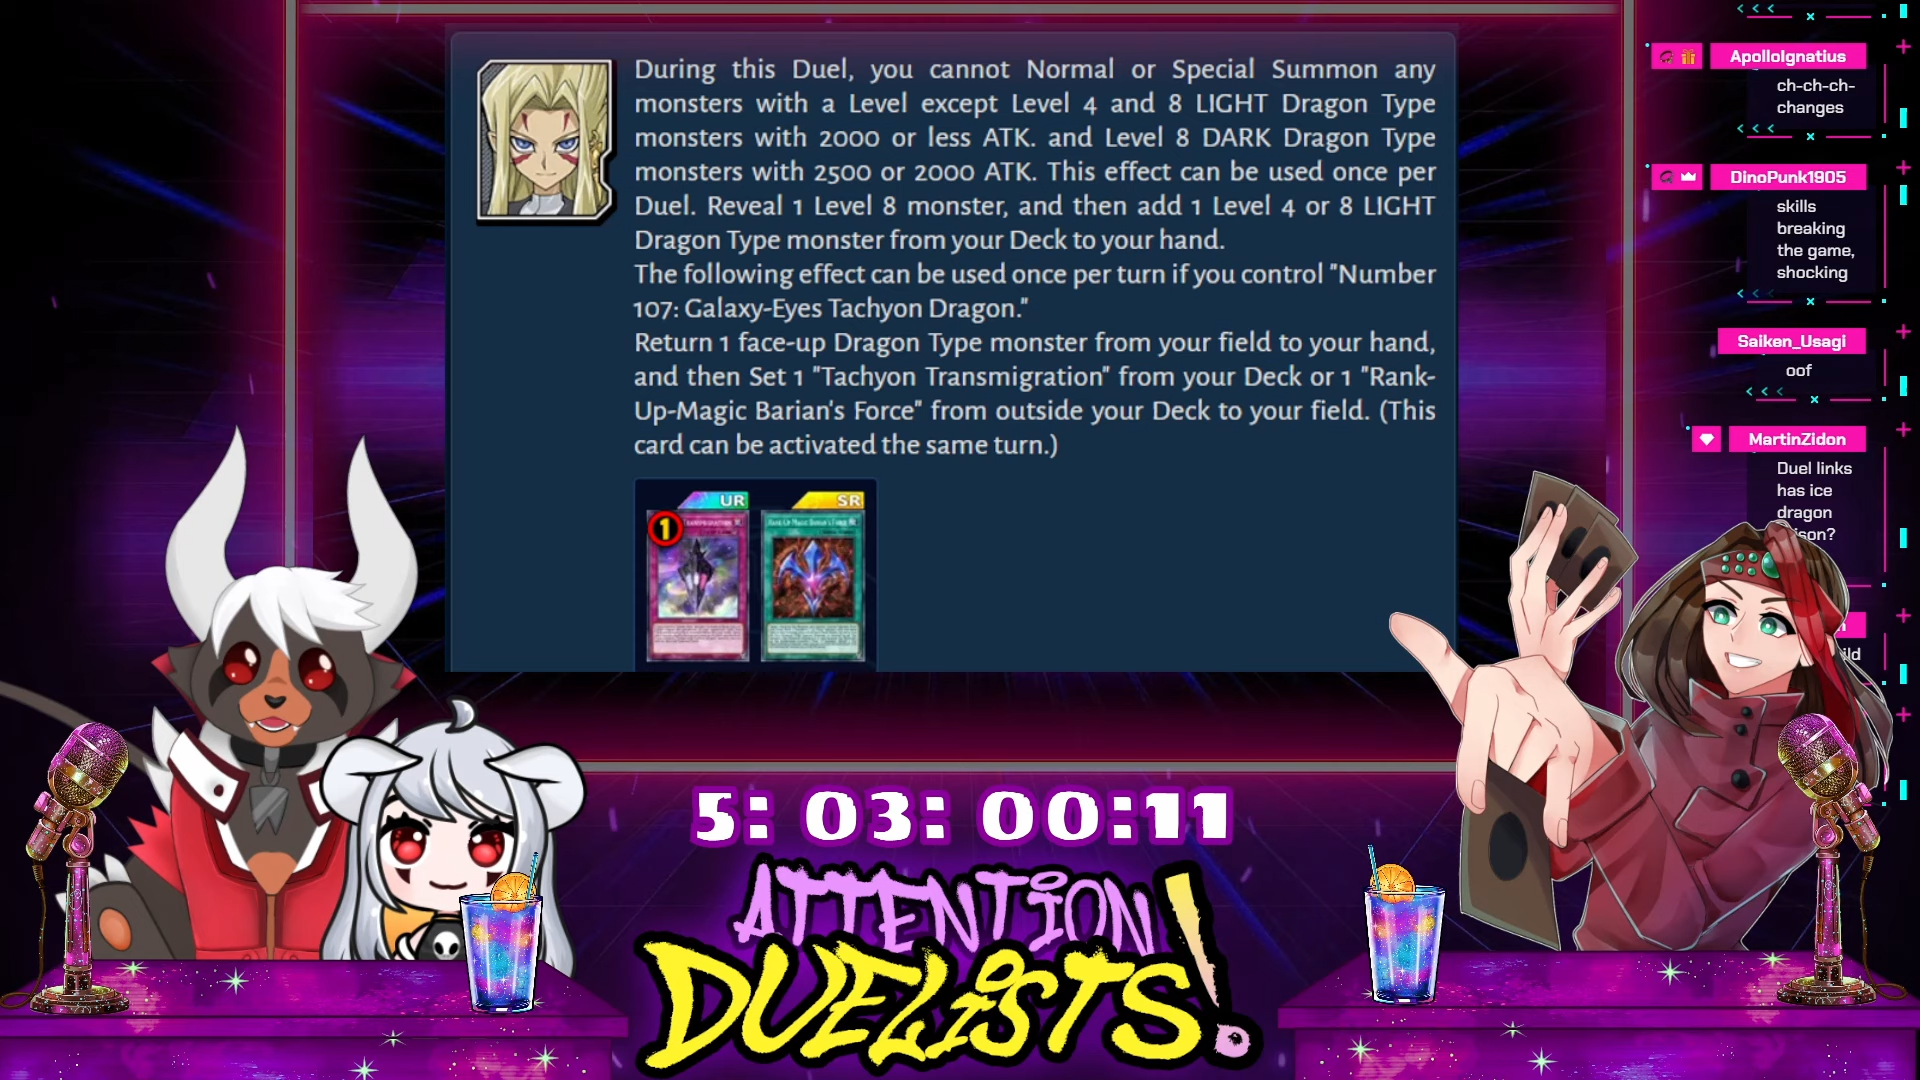 During this Duel, you cannot Normal or Special Summon any
monsters with a Level except Level 4 and 8 LIGHT Dragon Type
monsters with 2000 or less ATK. and Level 8 DARK Dragon Type
monsters with 2500 or 2000 ATK. This effect can be used once per
Duel. Reveal 1 Level 8 monster, and then add 1 Level 4 or 8 LIGHT
Dragon Type monster from your Deck to your hand.
The following effect can be used once per turn if you control "Number
107: Galaxy-Eyes Tachyon Dragon."
Return 1 face-up Dragon Type monster from your field to your hand,
and then Set 1 "Tachyon Transmigration" from your Deck or 1 "Rank-
Up-Magic Barian's Force" from outside your Deck to your field. (This
card can be activated the same turn.)
UR
SR
1
ApolloIgnatius
ch-ch-ch-
changes
DinoPunk1905
skills
breaking
the game,
shocking
Saiken_Usagi
oof
MartinZidon
Duel links
has ice
dragon
5: 03: 00:11
ATTENTION
DUELISTS!